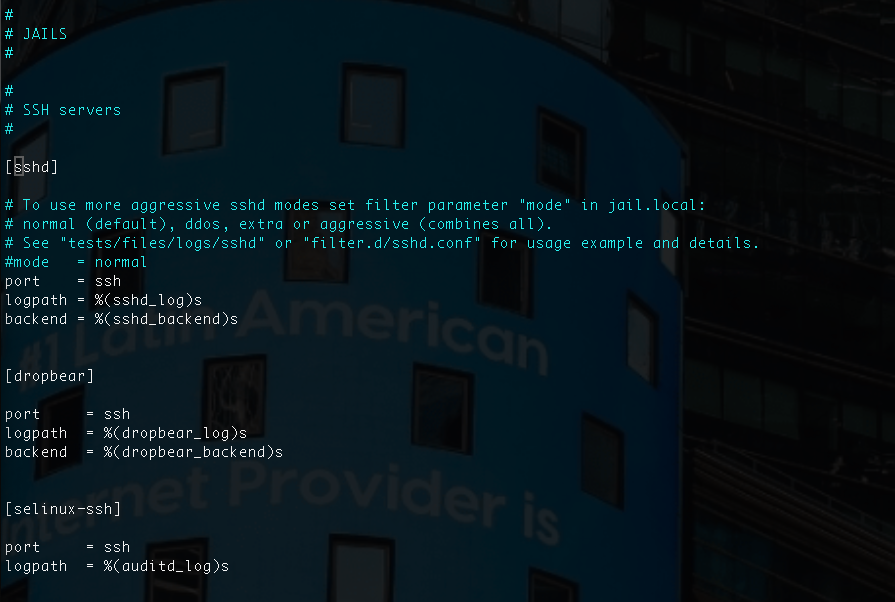 #
# JAILS
#
#
# SSH servers
#
[sshd]
# To use more aggressive sshd modes set filter parameter "mode" in jail.local:
# normal (default), ddos, extra or aggressive (combines all).
# See "tests/files/logs/sshd" or "filter.d/sshd.conf" for usage example and details.
#mode   = normal
port    = ssh
logpath = %(sshd_log)s
backend = %(sshd_backend)s
#1 Latin American
[dropbear]
port     = ssh
logpath  = %(dropbear_log)s
backend  = %(dropbear_backend)s
Internet Provider is
[selinux-ssh]
port     = ssh
logpath  = %(auditd_log)s